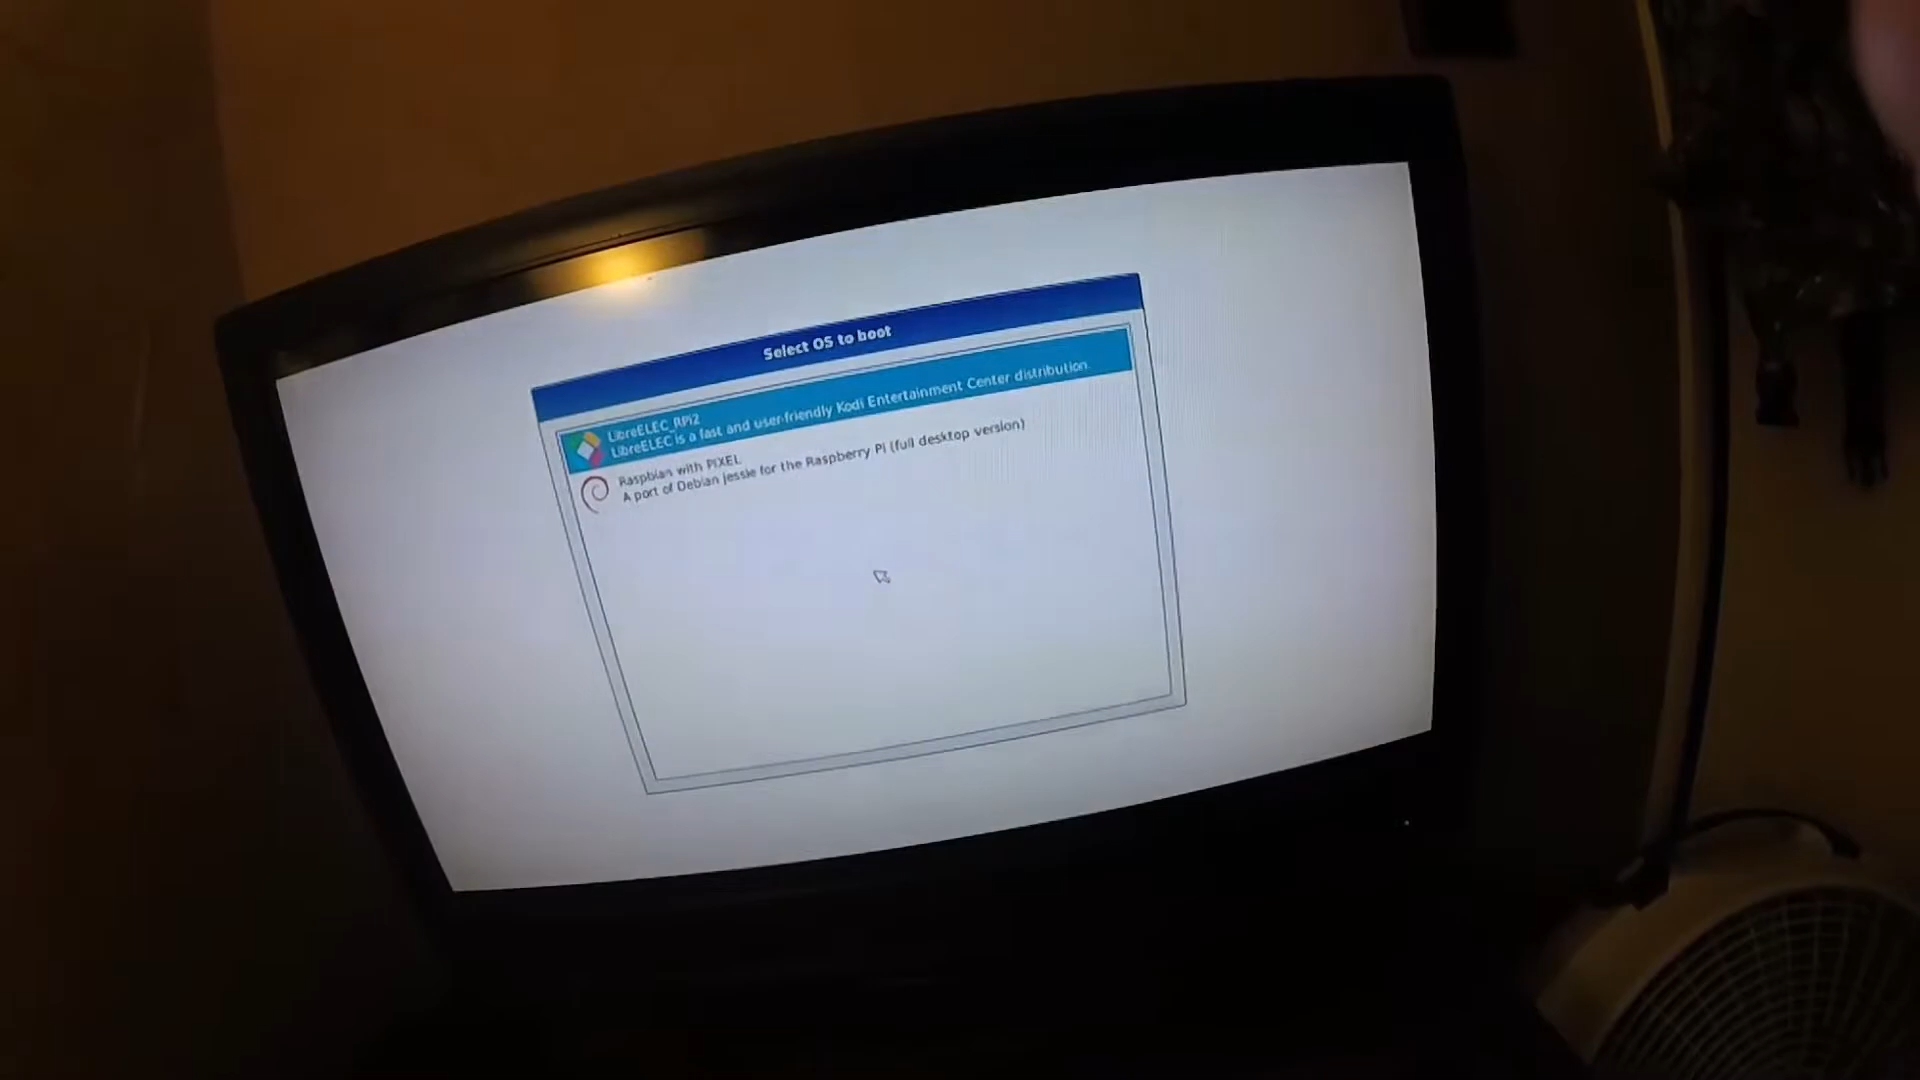 Select OS to boot
LibreELEC_RPi2
LibreELEC is a fast and user-friendly Kodi Entertainment Center distribution.
Raspbian with PIXEL
A port of Debian jessie for the Raspberry Pi (full desktop version)